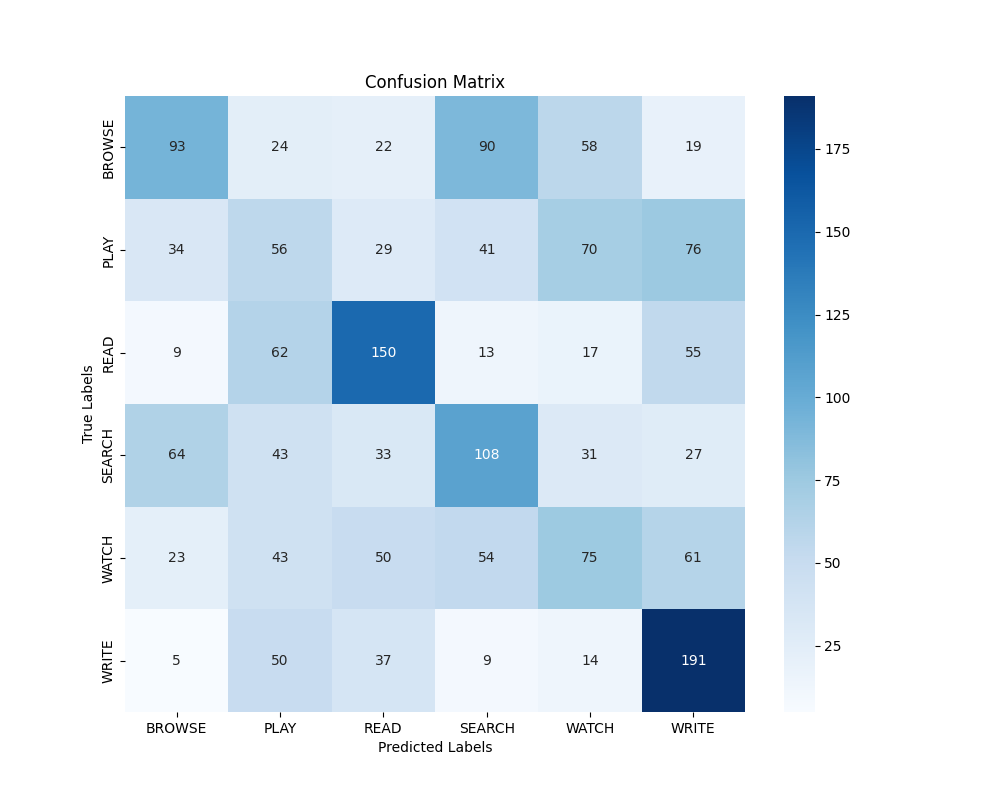 Confusion Matrix
BROWSE 93 24 22 90 58 19
PLAY 34 56 29 41 70 76
READ 9 62 150 13 17 55
SEARCH 64 43 33 108 31 27
WATCH 23 43 50 54 75 61
WRITE 5 50 37 9 14 191
BROWSE PLAY READ SEARCH WATCH WRITE
Predicted Labels
True Labels
175
150
125
100
75
50
25